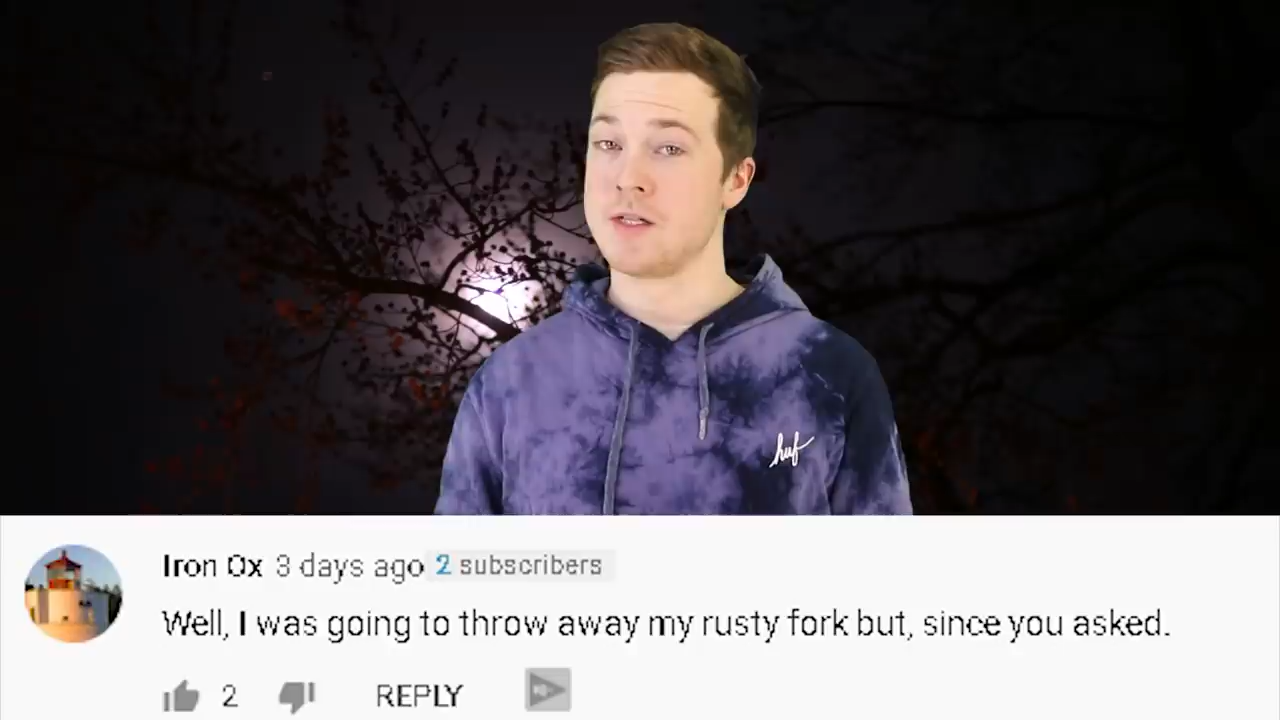 huf
Iron Ox 3 days ago 2 subscribers
Well, I was going to throw away my rusty fork but, since you asked.
2 REPLY